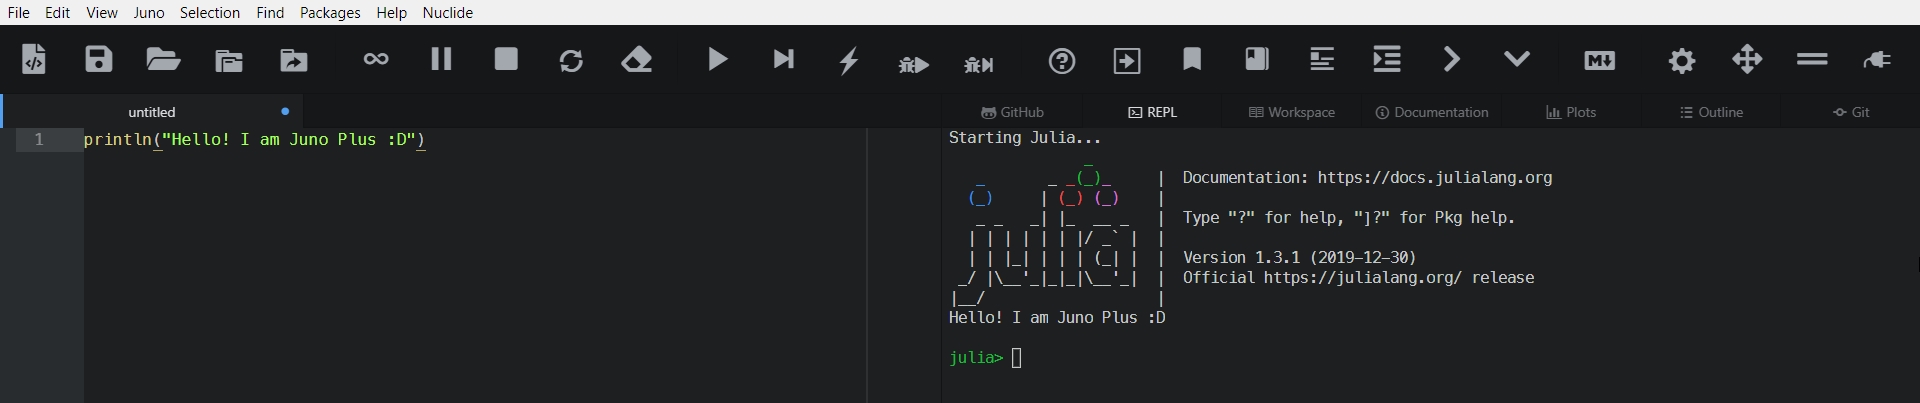 File Edit View Juno Selection Find Packages Help Nuclide
M↓
untitled
GitHub REPL Workspace Documentation Plots Outline Git
1 println("Hello! I am Juno Plus :D")
Starting Julia...
               _
   _       _ _(_)_     |  Documentation: https://docs.julialang.org
  (_)     | (_) (_)    |
   _ _   _| |_  __ _   |  Type "?" for help, "]?" for Pkg help.
  | | | | | | |/ _` |  |
  | | |_| | | | (_| |  |  Version 1.3.1 (2019-12-30)
 _/ |\__'_|_|_|\__'_|  |  Official https://julialang.org/ release
|__/                   |
Hello! I am Juno Plus :D
julia>